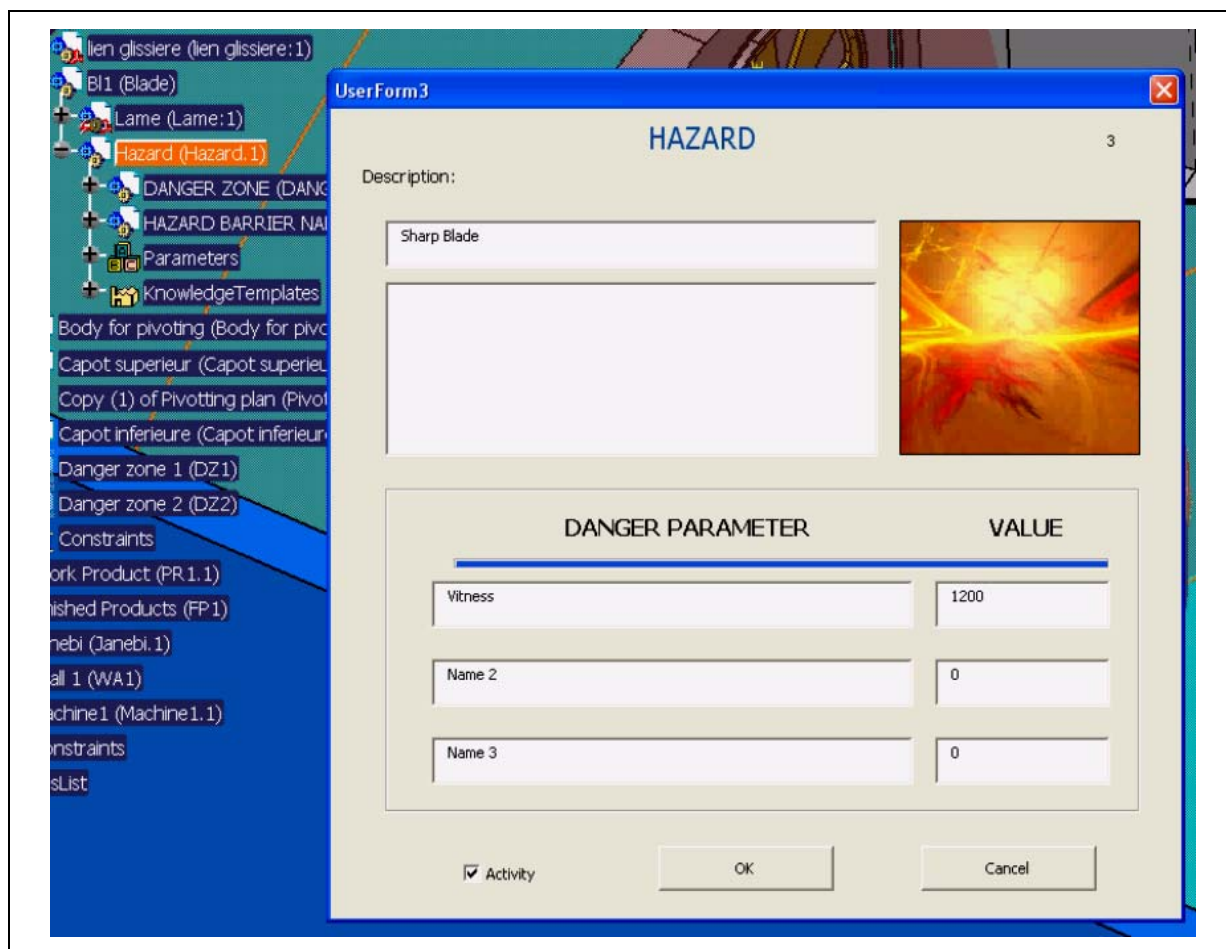 lien glissiere (lien glissiere:1)
Bl1 (Blade)
Lame (Lame:1)
Hazard (Hazard.1)
DANGER ZONE (DANG
HAZARD BARRIER NA
Parameters
KnowledgeTemplates
Body for pivoting (Body for pivo
Capot superieur (Capot superieu
Copy (1) of Pivotting plan (Pivot
Capot inferieure (Capot inferieur
Danger zone 1 (DZ1)
Danger zone 2 (DZ2)
Constraints
ork Product (PR1.1)
ished Products (FP1)
nebi (Janebi.1)
all 1 (WA1)
achine1 (Machine1.1)
onstraints
sList
UserForm3
HAZARD
3
Description:
Sharp Blade
DANGER PARAMETER VALUE
Vitness 1200
Name 2 0
Name 3 0
Activity OK Cancel